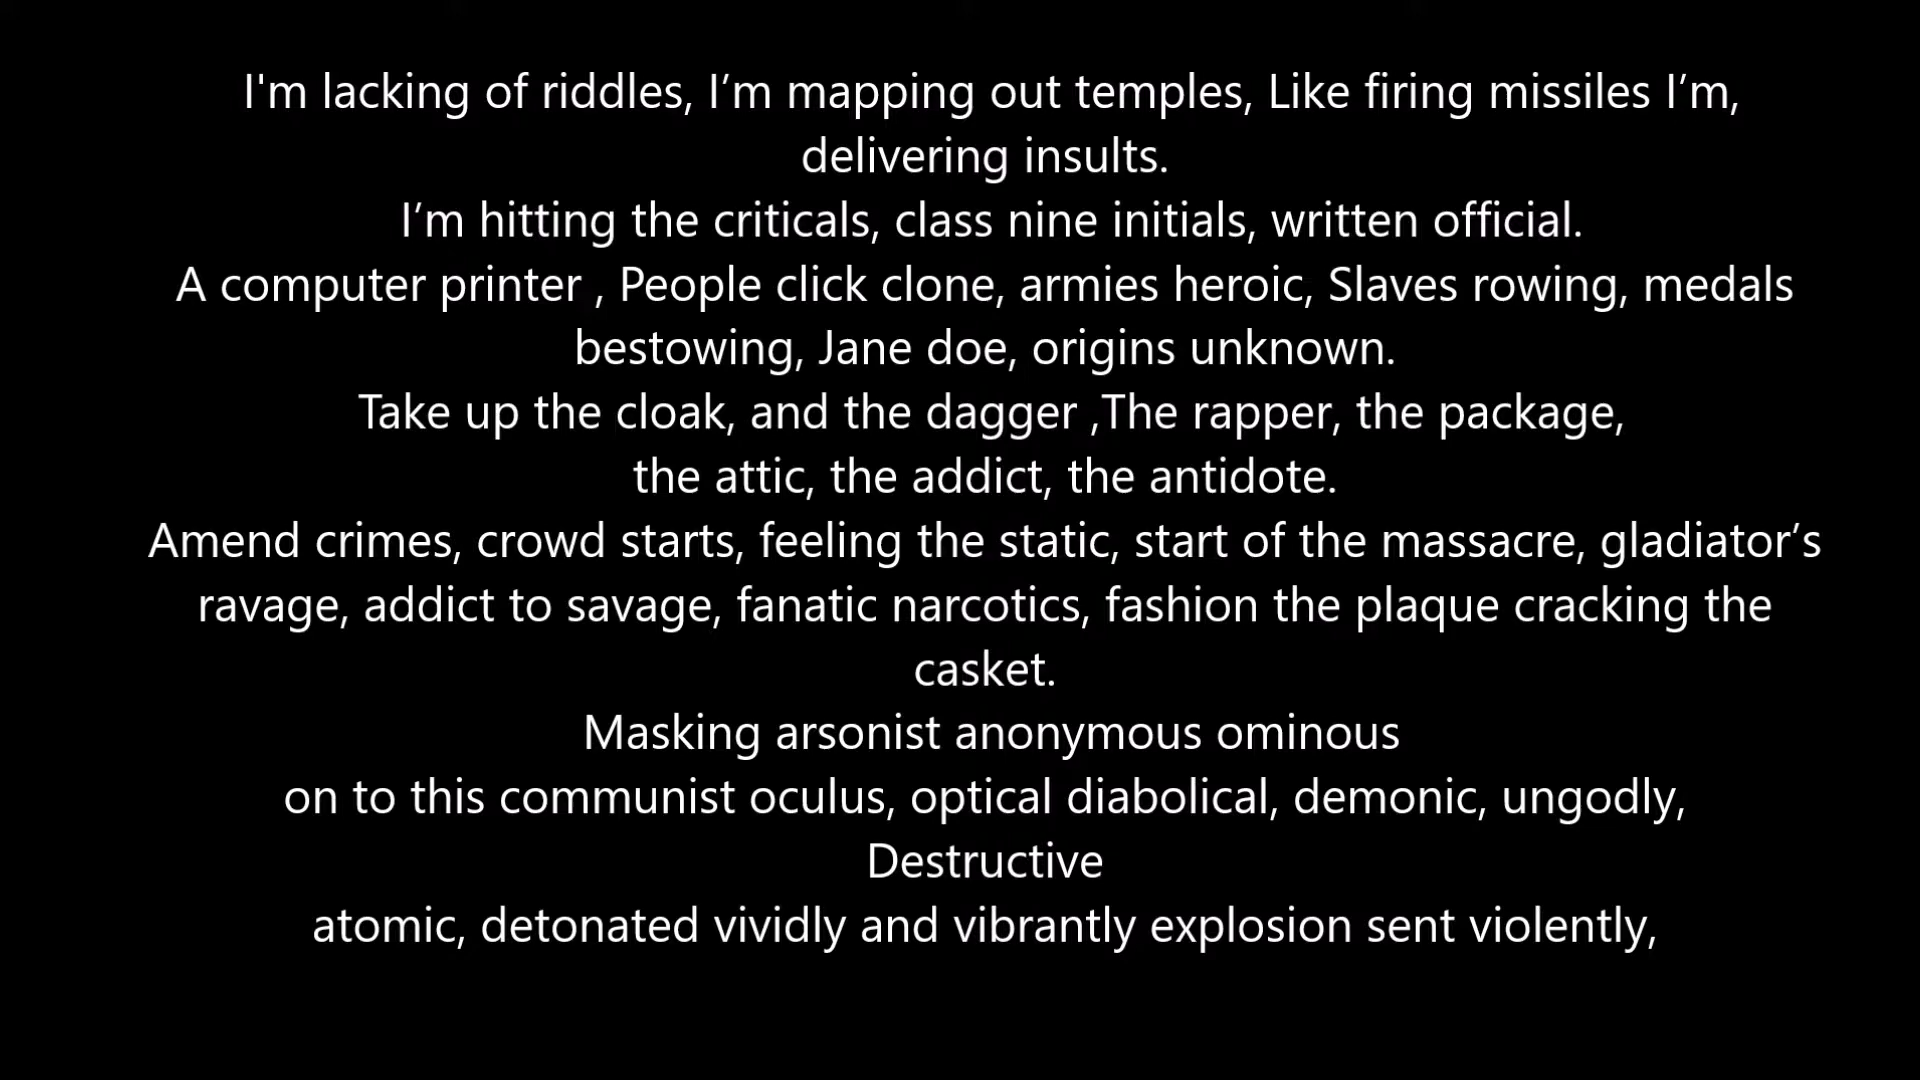 I'm lacking of riddles, I’m mapping out temples, Like firing missiles I’m,
delivering insults.
I’m hitting the criticals, class nine initials, written official.
A computer printer , People click clone, armies heroic, Slaves rowing, medals
bestowing, Jane doe, origins unknown.
Take up the cloak, and the dagger ,The rapper, the package,
the attic, the addict, the antidote.
Amend crimes, crowd starts, feeling the static, start of the massacre, gladiator’s
ravage, addict to savage, fanatic narcotics, fashion the plaque cracking the
casket.
Masking arsonist anonymous ominous
on to this communist oculus, optical diabolical, demonic, ungodly,
Destructive
atomic, detonated vividly and vibrantly explosion sent violently,